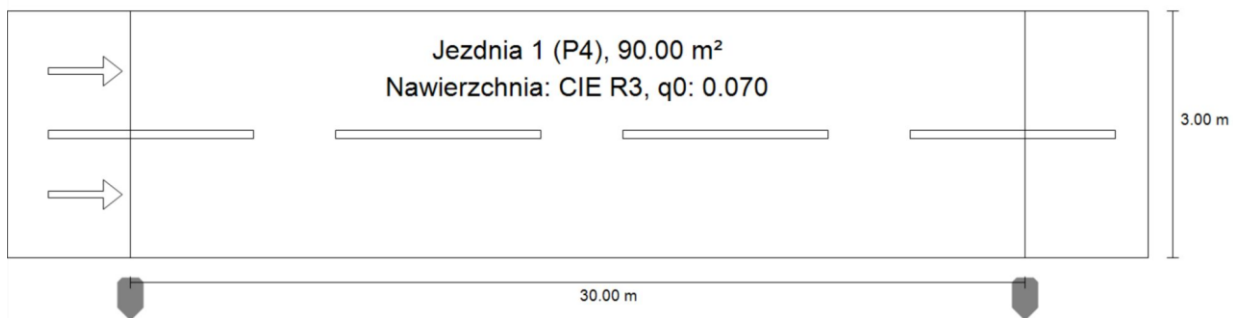 Jezdnia 1 (P4), 90.00 m²
Nawierzchnia: CIE R3, q0: 0.070
3.00 m
30.00 m